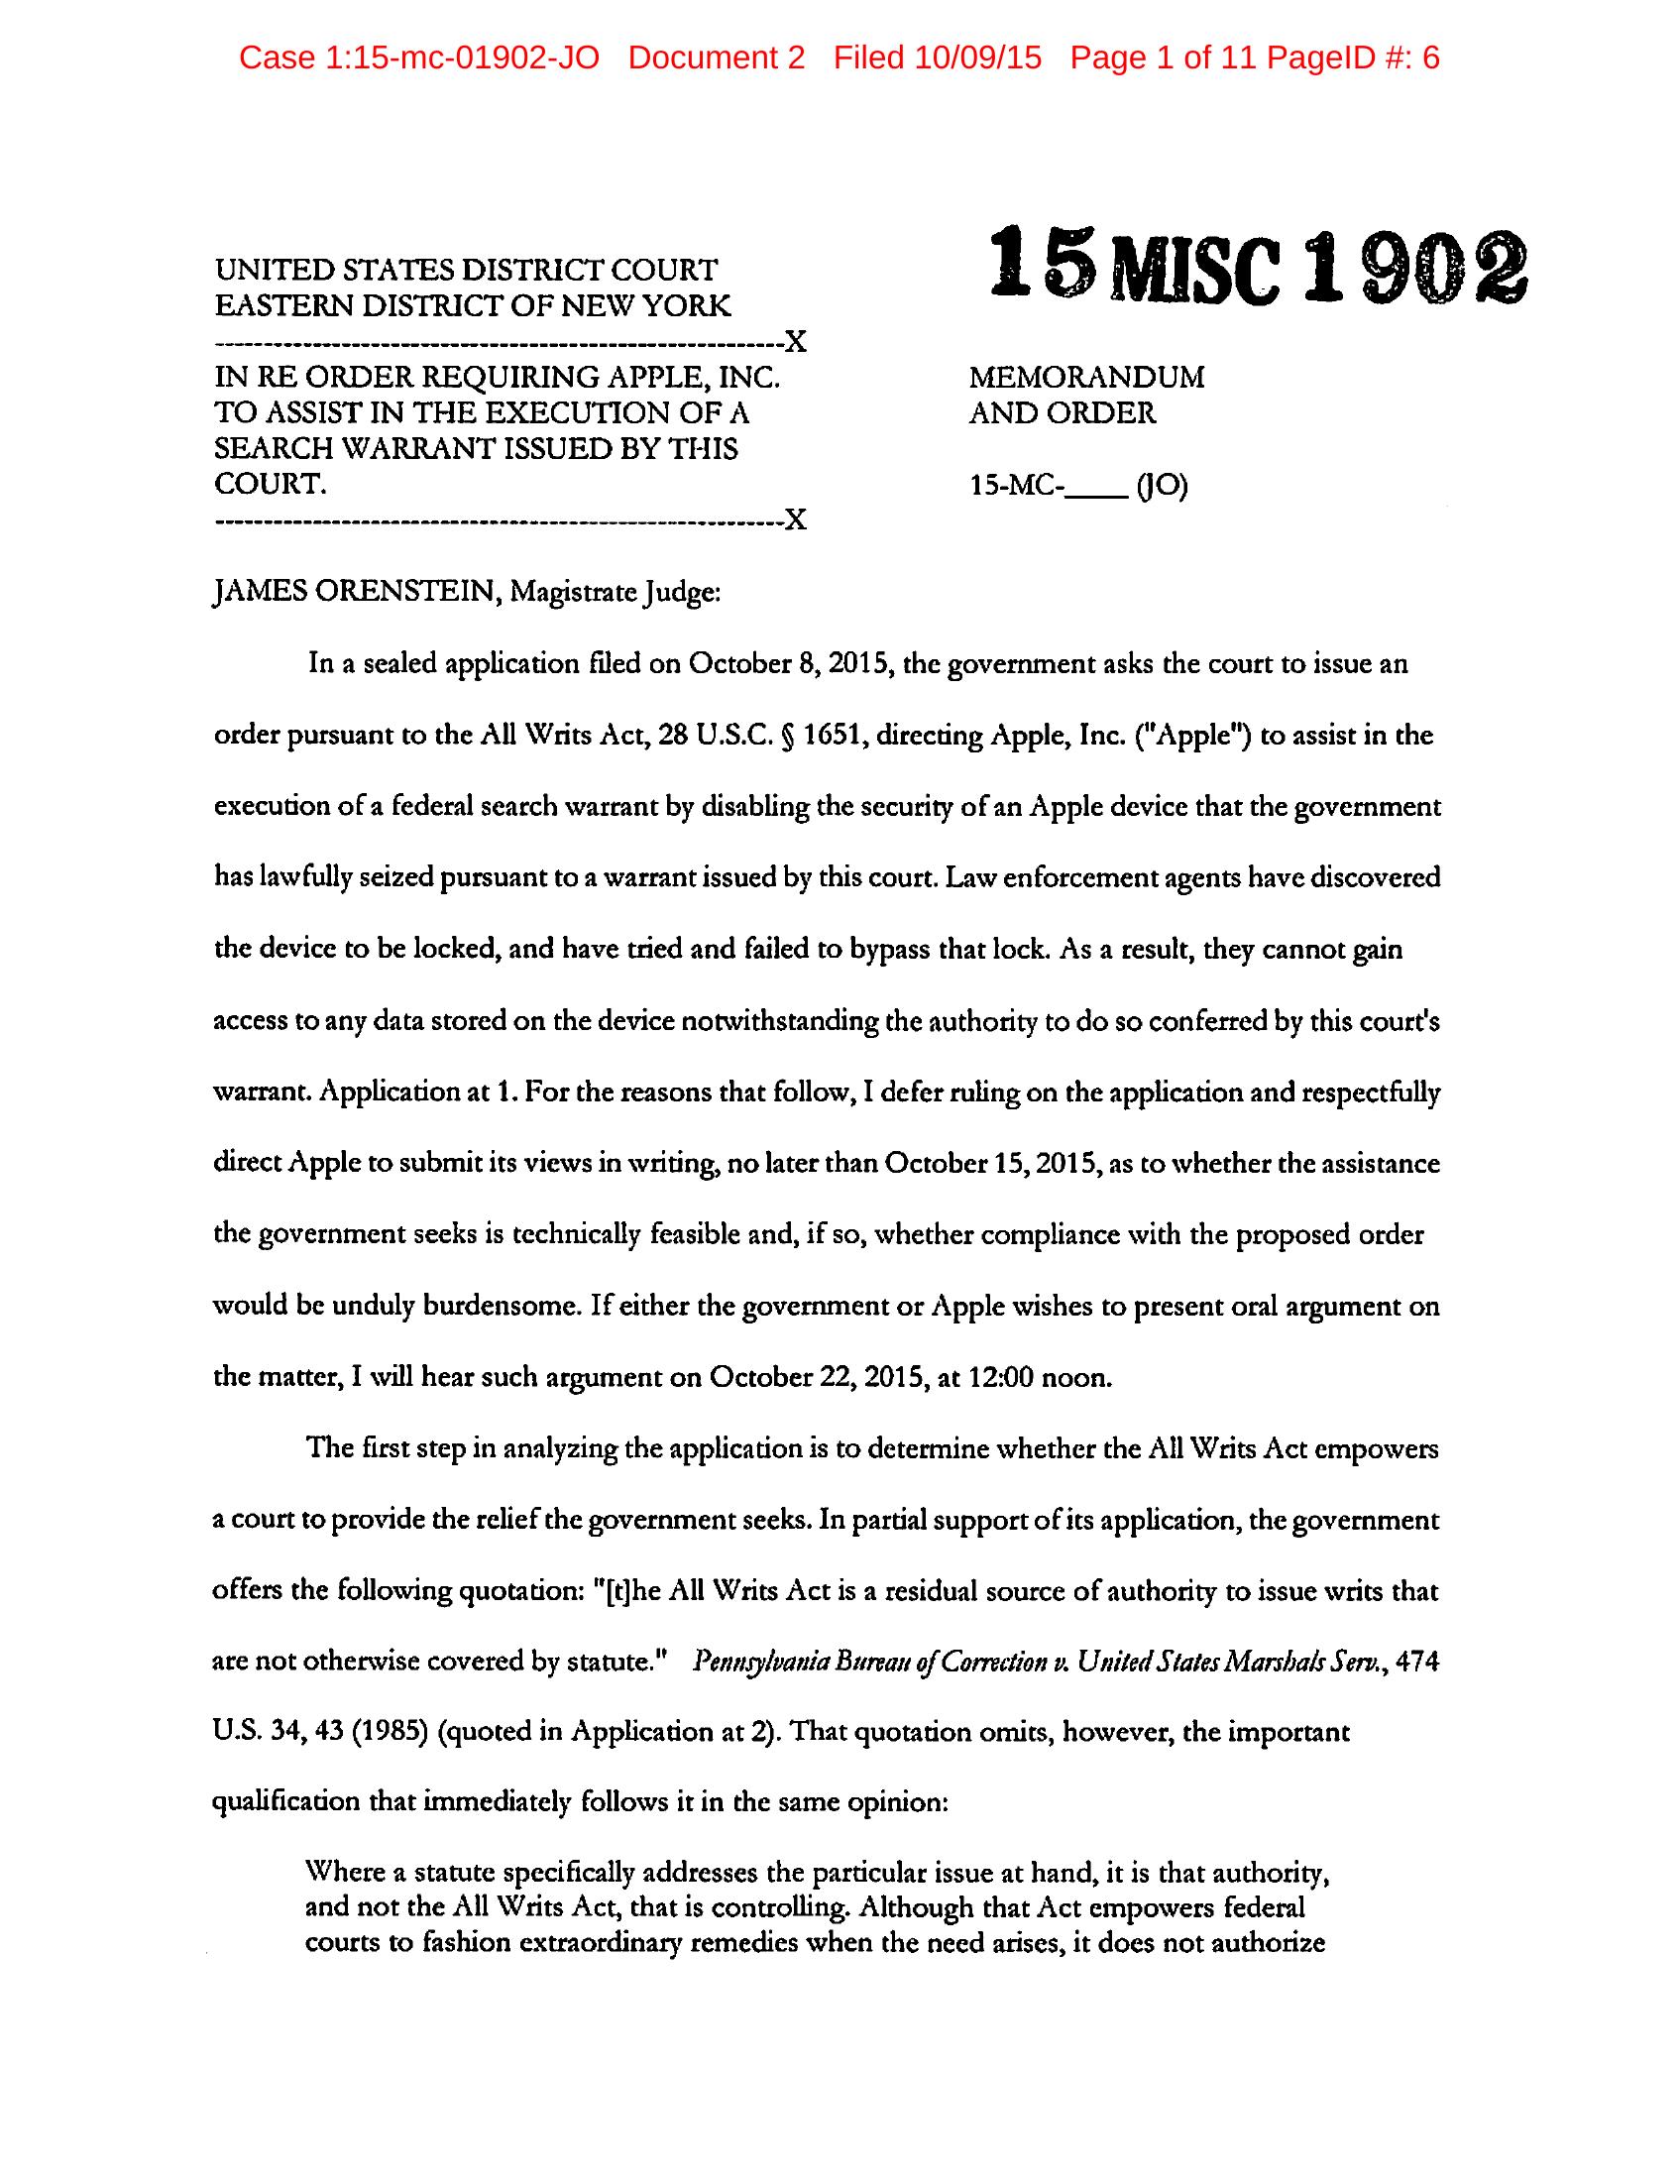 Case 1:15-mc-01902-JO Document 2 Filed 10/09/15 Page 1 of 11 PageID #: 6
15 MISC 1902
UNITED STATES DISTRICT COURT
EASTERN DISTRICT OF NEW YORK
----------------------------------------------------------X
IN RE ORDER REQUIRING APPLE, INC.
TO ASSIST IN THE EXECUTION OF A
SEARCH WARRANT ISSUED BY THIS
COURT.
----------------------------------------------------------X
MEMORANDUM
AND ORDER
15-MC-____ (JO)
JAMES ORENSTEIN, Magistrate Judge:
In a sealed application filed on October 8, 2015, the government asks the court to issue an
order pursuant to the All Writs Act, 28 U.S.C. § 1651, directing Apple, Inc. ("Apple") to assist in the
execution of a federal search warrant by disabling the security of an Apple device that the government
has lawfully seized pursuant to a warrant issued by this court. Law enforcement agents have discovered
the device to be locked, and have tried and failed to bypass that lock. As a result, they cannot gain
access to any data stored on the device notwithstanding the authority to do so conferred by this court's
warrant. Application at 1. For the reasons that follow, I defer ruling on the application and respectfully
direct Apple to submit its views in writing, no later than October 15, 2015, as to whether the assistance
the government seeks is technically feasible and, if so, whether compliance with the proposed order
would be unduly burdensome. If either the government or Apple wishes to present oral argument on
the matter, I will hear such argument on October 22, 2015, at 12:00 noon.
The first step in analyzing the application is to determine whether the All Writs Act empowers
a court to provide the relief the government seeks. In partial support of its application, the government
offers the following quotation: "[t]he All Writs Act is a residual source of authority to issue writs that
are not otherwise covered by statute." Pennsylvania Bureau of Correction v. United States Marshals Serv., 474
U.S. 34, 43 (1985) (quoted in Application at 2). That quotation omits, however, the important
qualification that immediately follows it in the same opinion:
Where a statute specifically addresses the particular issue at hand, it is that authority,
and not the All Writs Act, that is controlling. Although that Act empowers federal
courts to fashion extraordinary remedies when the need arises, it does not authorize